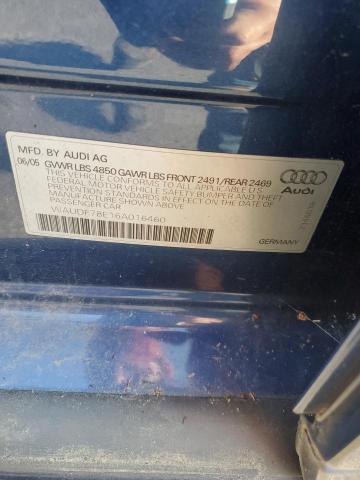 MFD. BY AUDI AG
06/05 GVWR LBS 4850 GAWR LBS FRONT 2491/REAR 2469
THIS VEHICLE CONFORMS TO ALL APPLICABLE U.S.
FEDERAL MOTOR VEHICLE SAFETY,BUMPER AND THEFT
PREVENTION STANDARDS IN EFFECT ON THE DATE OF
MANUFACTURE SHOWN ABOVE
PASSENGER CAR
WAUDF78E16A016460
Audi
GERMANY